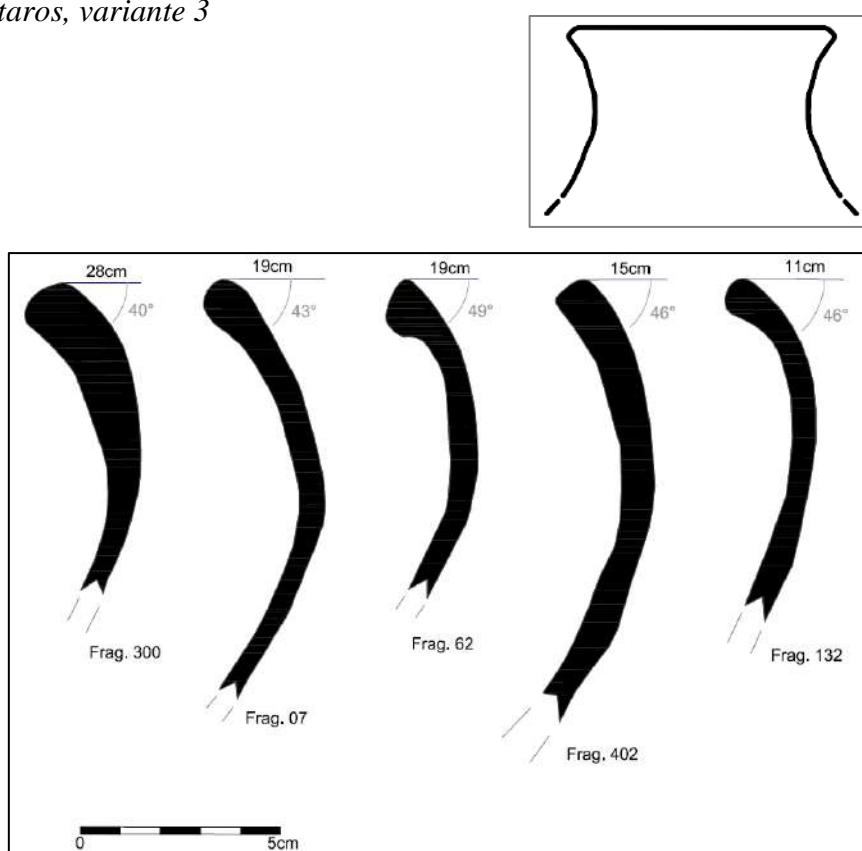 taros, variante 3
28cm 19cm 19cm 15cm 11cm
40° 43° 49° 46° 46°
Frag. 300
Frag. 07
Frag. 62
Frag. 402
Frag. 132
0 5cm